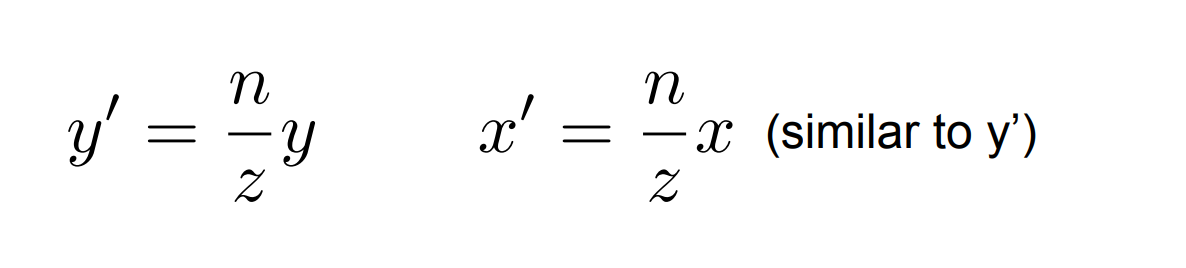 y′ = n/z y x′ = n/z x (similar to y’)